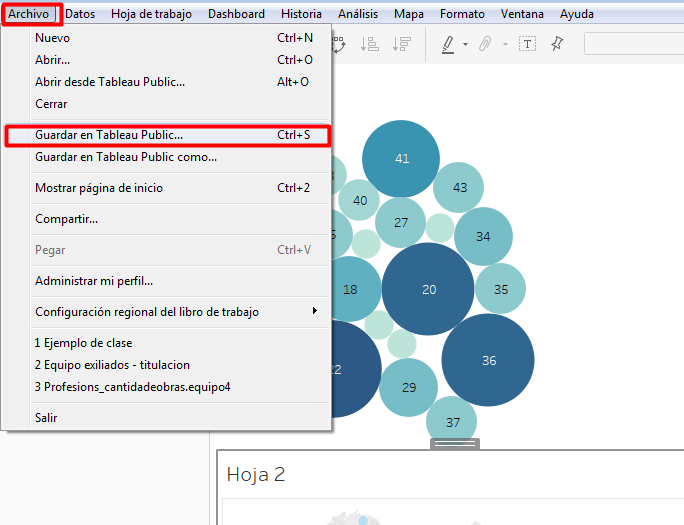 Archivo Datos Hoja de trabajo Dashboard Historia Análisis Mapa Formato Ventana Ayuda
Nuevo Ctrl+N
Abrir... Ctrl+O
Abrir desde Tableau Public... Alt+O
Cerrar
Guardar en Tableau Public... Ctrl+S
Guardar en Tableau Public como...
Mostrar página de inicio Ctrl+2
Compartir...
Pegar Ctrl+V
Administrar mi perfil...
Configuración regional del libro de trabajo
1 Ejemplo de clase
2 Equipo exiliados - titulacion
3 Profesions_cantidadeobras.equipo4
Salir
T
41
43
40
27
34
18
20
35
36
29
37
Hoja 2